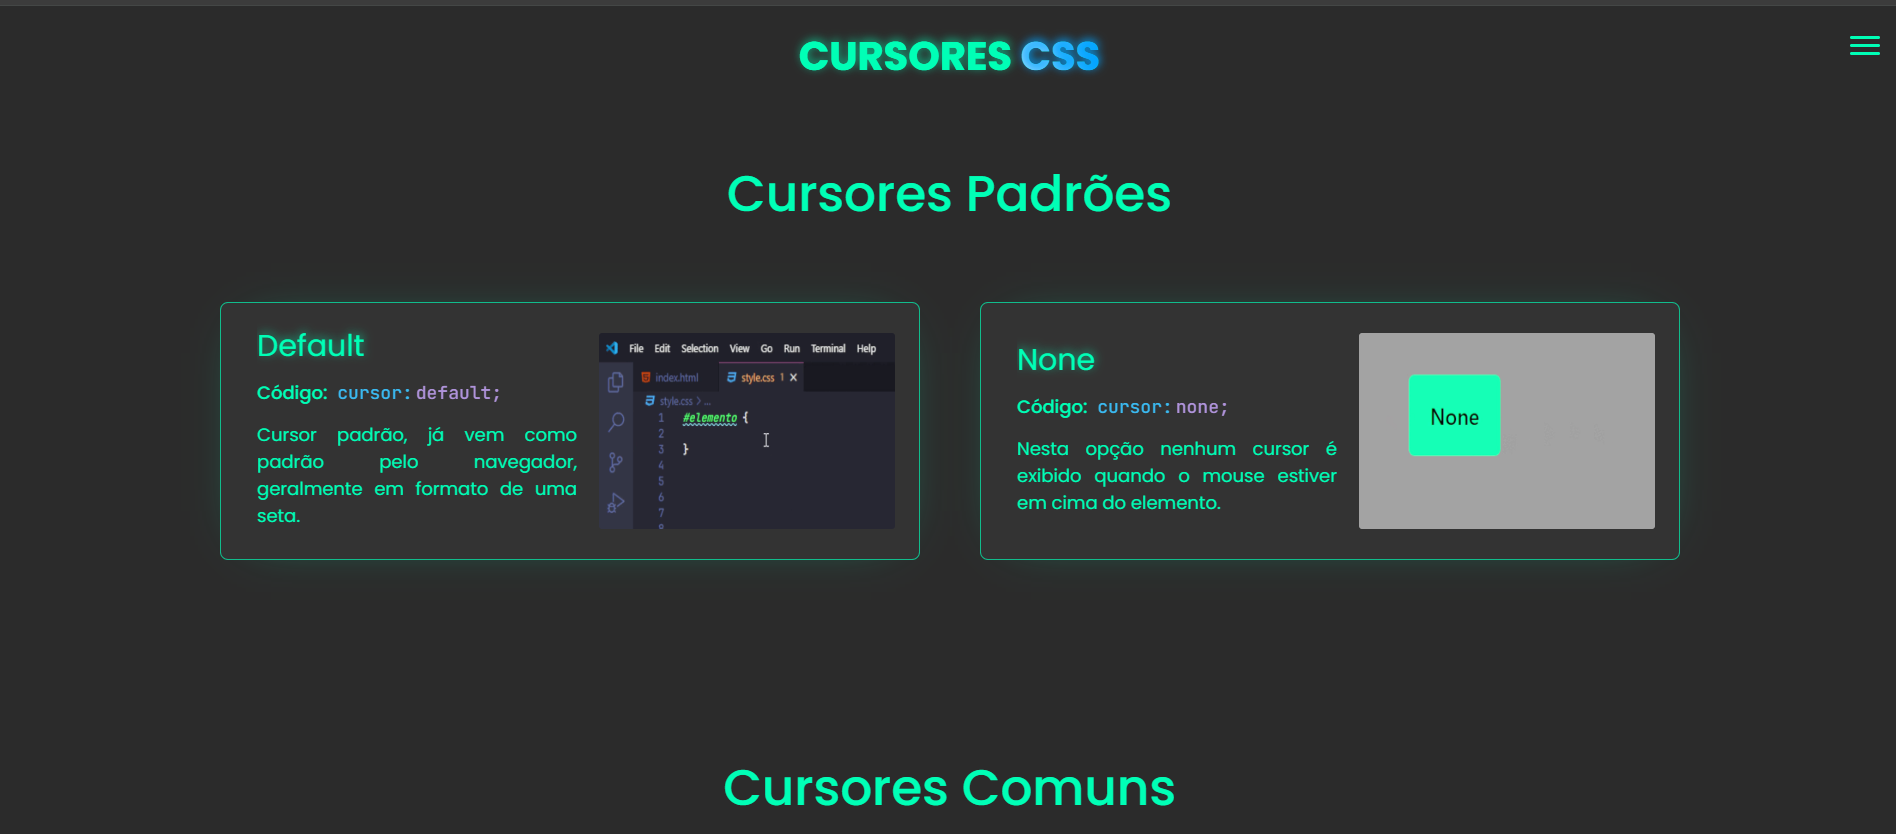 CURSORES CSS
Cursores Padrões
Default
Código: cursor: default;
Cursor padrão, já vem como
padrão pelo navegador,
geralmente em formato de uma
seta.
File Edit Selection View Go Run Terminal Help
index.html style.css 1
style.css > ...
1 #elemento {
2
3 }
4
5
6
7
8
None
Código: cursor: none;
Nesta opção nenhum cursor é
exibido quando o mouse estiver
em cima do elemento.
None
Cursores Comuns